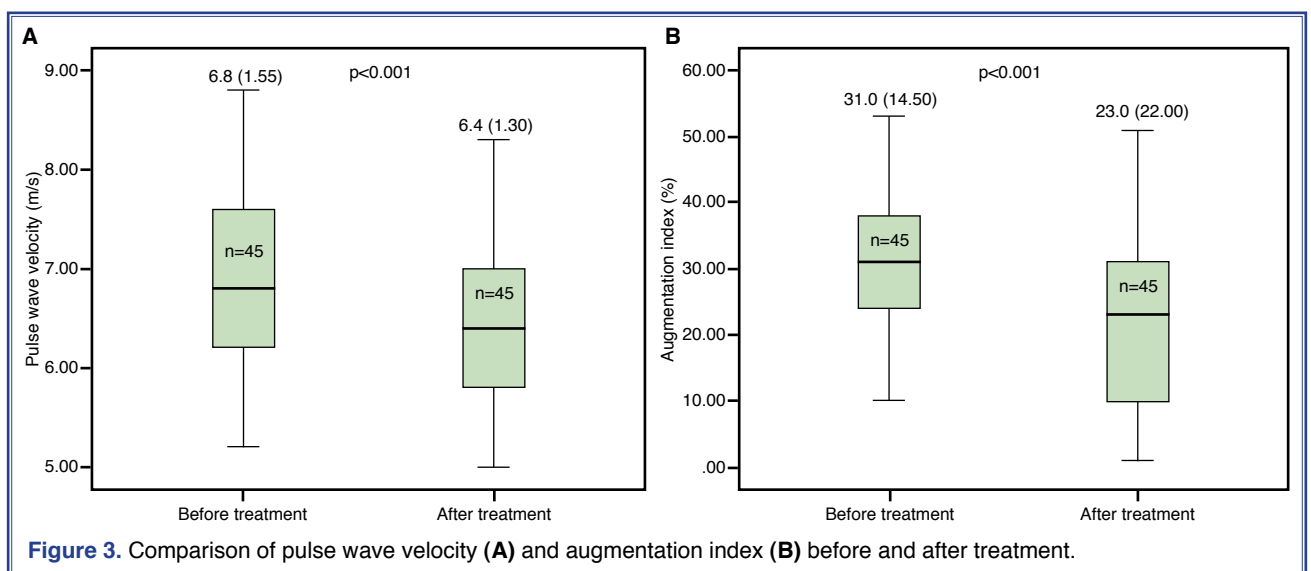 A
Pulse wave velocity (m/s)
9.00
8.00
7.00
6.00
5.00
6.8 (1.55)
p<0.001
6.4 (1.30)
n=45
n=45
Before treatment
After treatment
B
Augmentation index (%)
60.00
50.00
40.00
30.00
20.00
10.00
.00
31.0 (14.50)
p<0.001
23.0 (22.00)
n=45
n=45
Before treatment
After treatment
Figure 3. Comparison of pulse wave velocity (A) and augmentation index (B) before and after treatment.